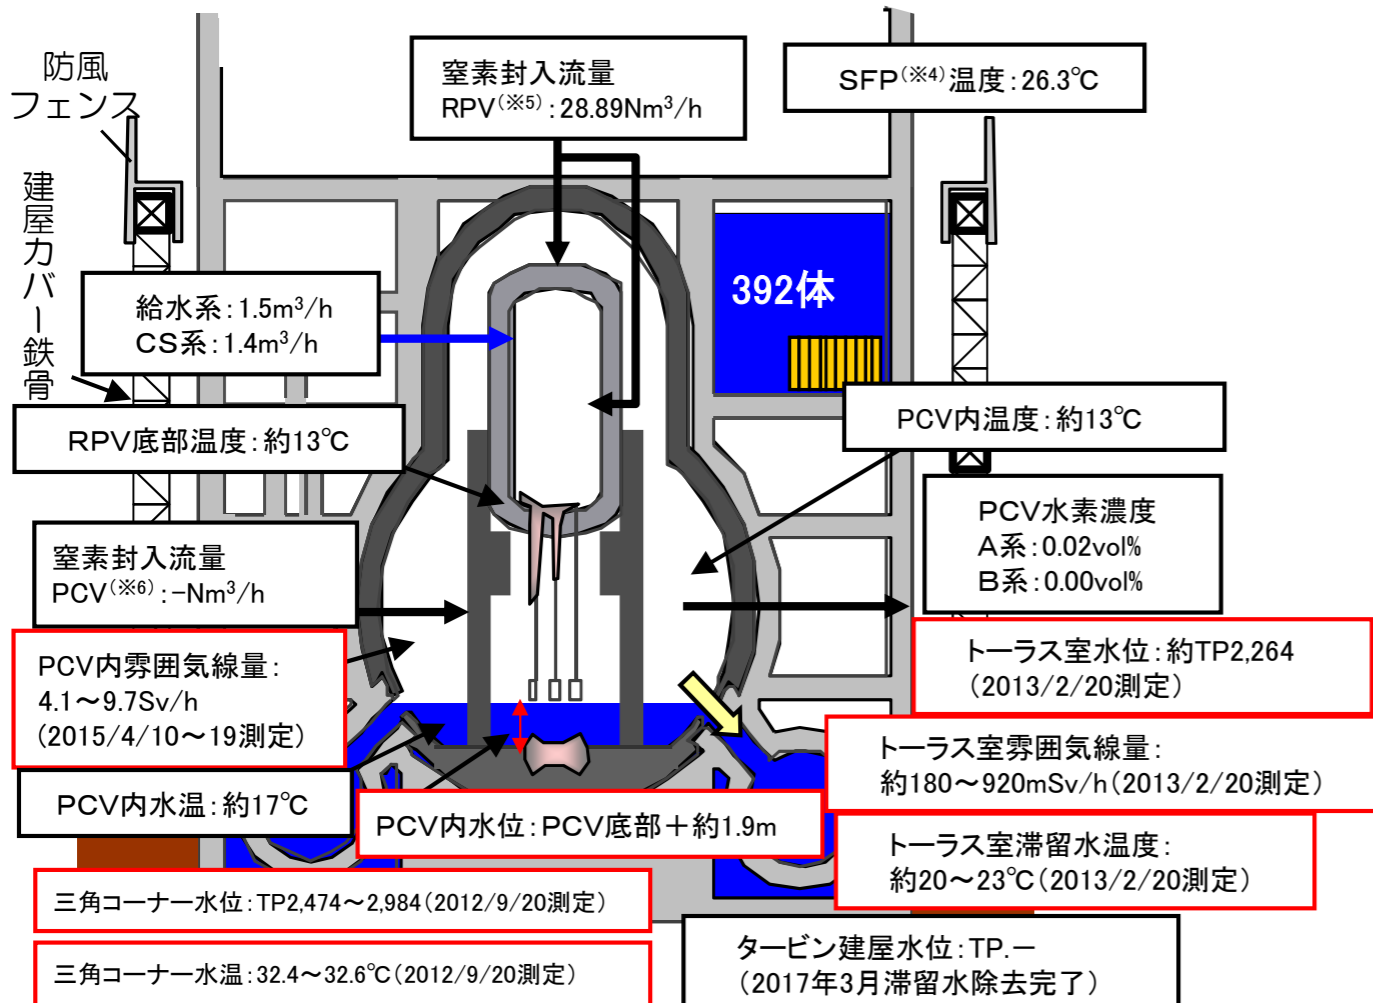 防風
フェンス
建屋カバー鉄骨
窒素封入流量
RPV(※5):28.89Nm³/h
SFP(※4)温度:26.3℃
392体
給水系:1.5m³/h
CS系:1.4m³/h
RPV底部温度:約13℃
PCV内温度:約13℃
窒素封入流量
PCV(※6):-Nm³/h
PCV水素濃度
A系:0.02vol%
B系:0.00vol%
PCV内雰囲気線量:
4.1~9.7Sv/h
(2015/4/10~19測定)
トーラス室水位:約TP2,264
(2013/2/20測定)
トーラス室雰囲気線量:
約180~920mSv/h(2013/2/20測定)
PCV内水温:約17℃
PCV内水位:PCV底部+約1.9m
トーラス室滞留水温度:
約20~23℃(2013/2/20測定)
三角コーナー水位:TP2,474~2,984(2012/9/20測定)
三角コーナー水温:32.4~32.6℃(2012/9/20測定)
タービン建屋水位:TP.-
(2017年3月滞留水除去完了)